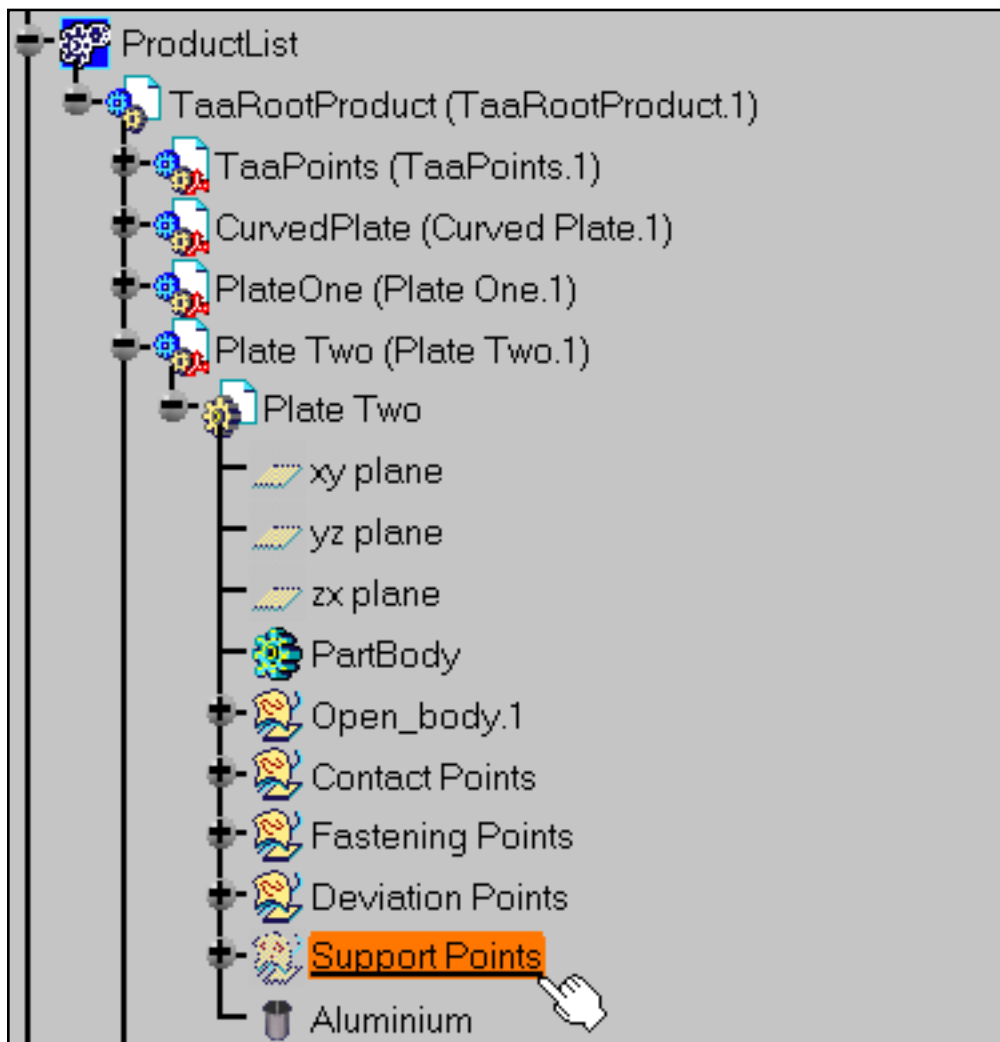 ProductList
TaaRootProduct (TaaRootProduct.1)
TaaPoints (TaaPoints.1)
CurvedPlate (Curved Plate.1)
PlateOne (Plate One.1)
Plate Two (Plate Two.1)
Plate Two
xy plane
yz plane
zx plane
PartBody
Open_body.1
Contact Points
Fastening Points
Deviation Points
Support Points
Aluminium